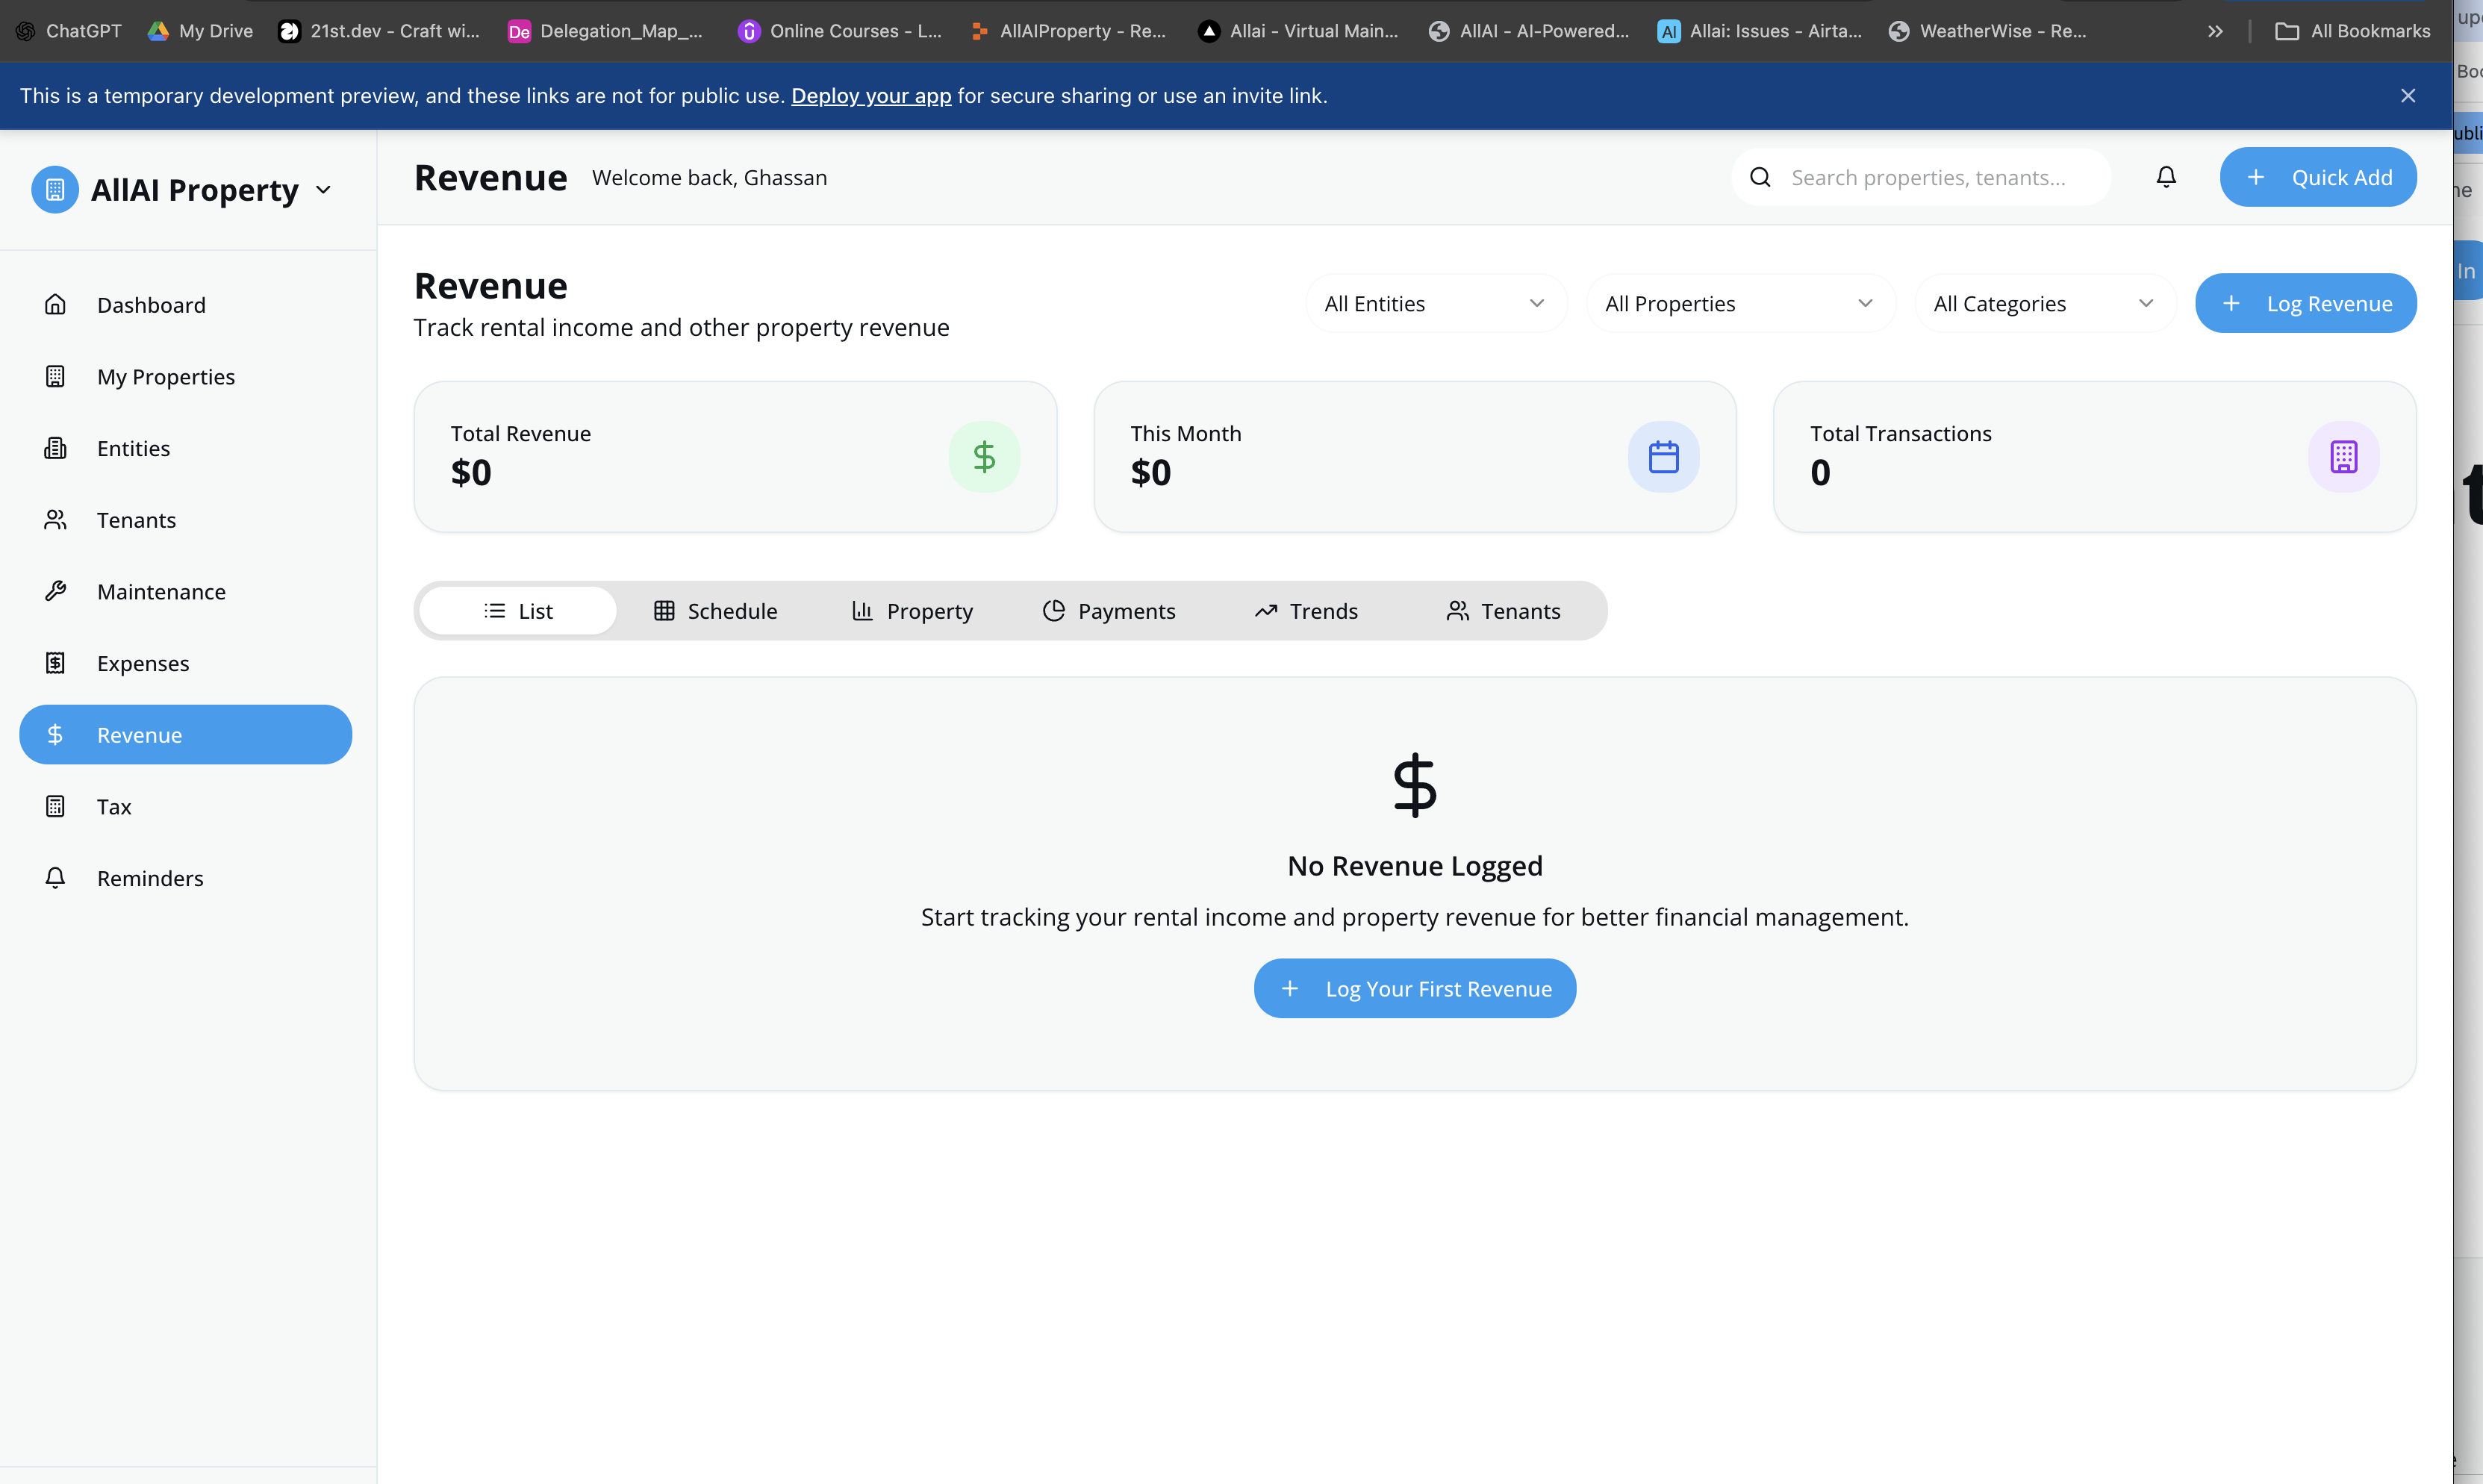 ChatGPT
My Drive
21st.dev - Craft wi...
De
Delegation_Map_...
Online Courses - L...
AllAIProperty - Re...
Allai - Virtual Main...
AllAI - AI-Powered...
AI
Allai: Issues - Airta...
WeatherWise - Re...
All Bookmarks
This is a temporary development preview, and these links are not for public use. Deploy your app for secure sharing or use an invite link.
AllAI Property
Revenue
Welcome back, Ghassan
Search properties, tenants...
Quick Add
Dashboard
My Properties
Entities
Tenants
Maintenance
Expenses
Revenue
Tax
Reminders
Revenue
Track rental income and other property revenue
All Entities
All Properties
All Categories
Log Revenue
Total Revenue
$0
This Month
$0
Total Transactions
0
List
Schedule
Property
Payments
Trends
Tenants
No Revenue Logged
Start tracking your rental income and property revenue for better financial management.
Log Your First Revenue